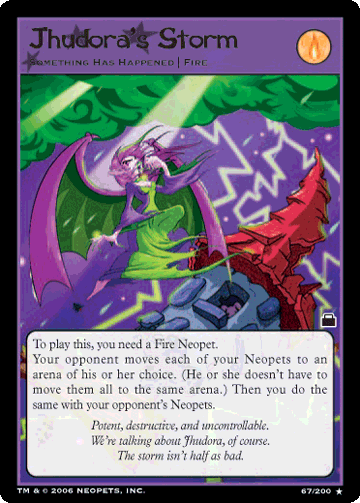 Jhudora's Storm
Something Has Happened | Fire
To play this, you need a Fire Neopet.
Your opponent moves each of your Neopets to an
arena of his or her choice. (He or she doesn't have to
move them all to the same arena.) Then you do the
same with your opponent's Neopets.
Potent, destructive, and uncontrollable.
We're talking about Jhudora, of course.
The storm isn't half as bad.
TM & © 2006 NEOPETS, INC.
67/200 ★